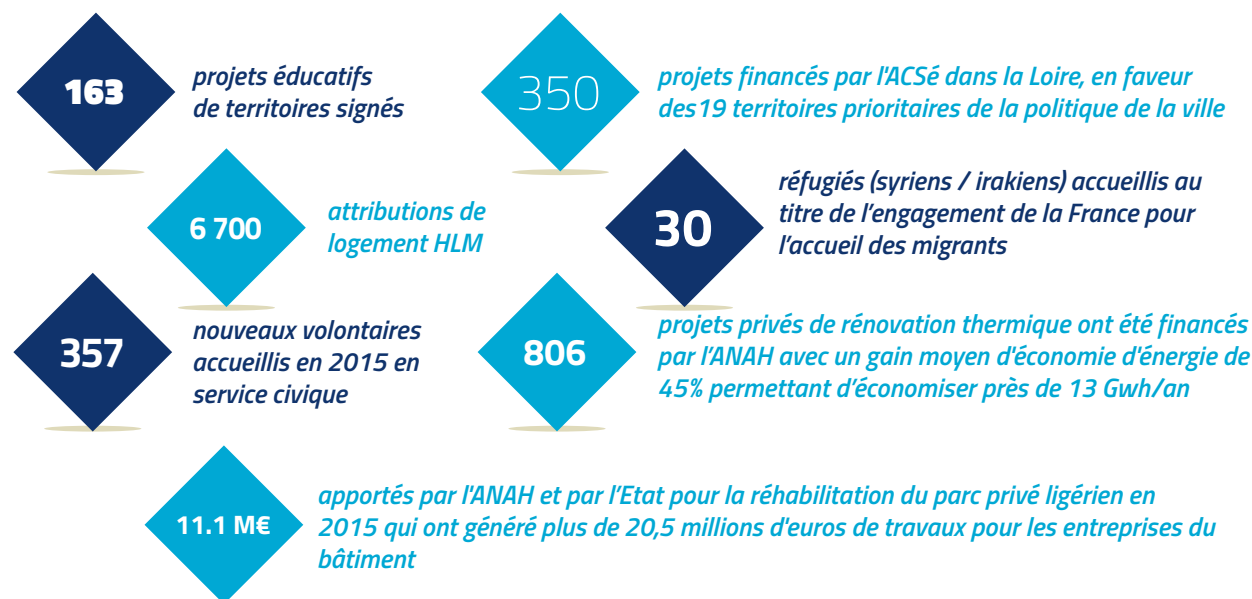 163
projets éducatifs
de territoires signés
350
projets financés par l'ACSé dans la Loire, en faveur
des19 territoires prioritaires de la politique de la ville
6 700
attributions de
logement HLM
30
réfugiés (syriens / irakiens) accueillis au
titre de l’engagement de la France pour
l’accueil des migrants
357
nouveaux volontaires
accueillis en 2015 en
service civique
806
projets privés de rénovation thermique ont été financés
par l’ANAH avec un gain moyen d'économie d'énergie de
45% permettant d’économiser près de 13 Gwh/an
11.1 M€
apportés par l'ANAH et par l’Etat pour la réhabilitation du parc privé ligérien en
2015 qui ont généré plus de 20,5 millions d'euros de travaux pour les entreprises du
bâtiment